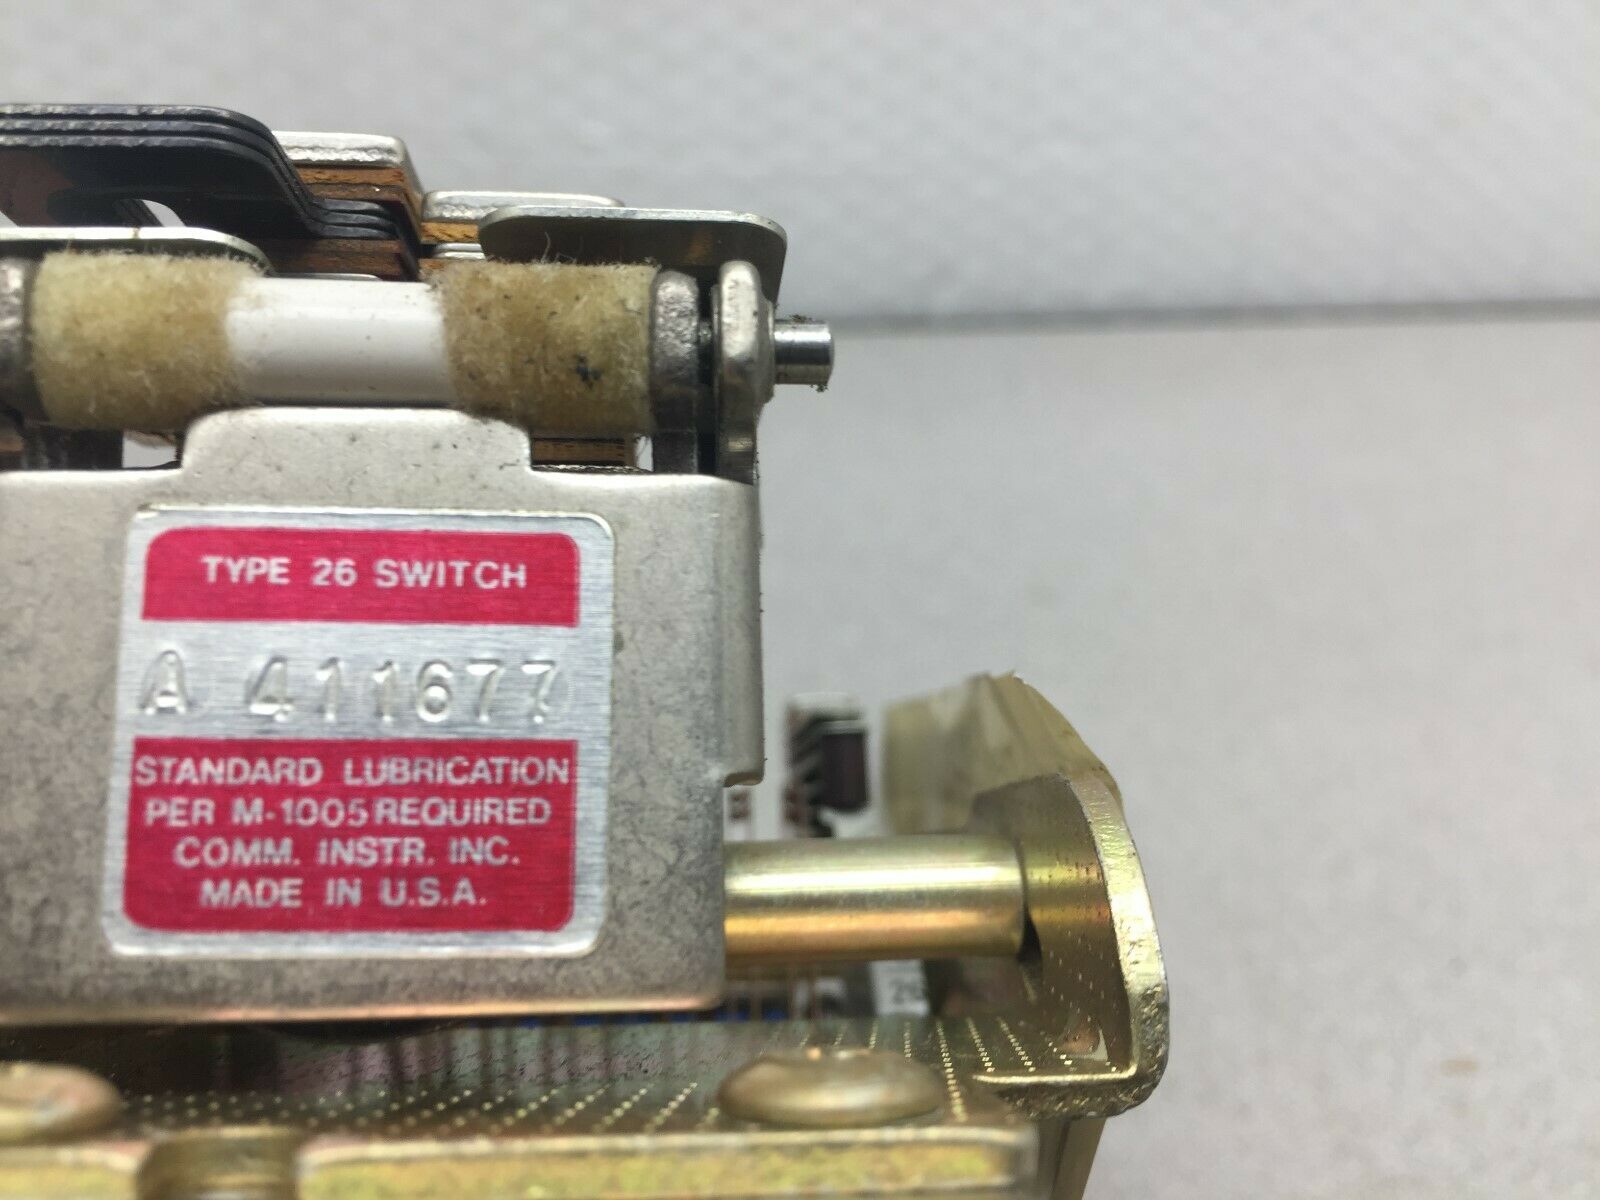 TYPE 26 SWITCH
A 411677
STANDARD LUBRICATION
PER M-1005 REQUIRED
COMM. INSTR. INC.
MADE IN U.S.A.